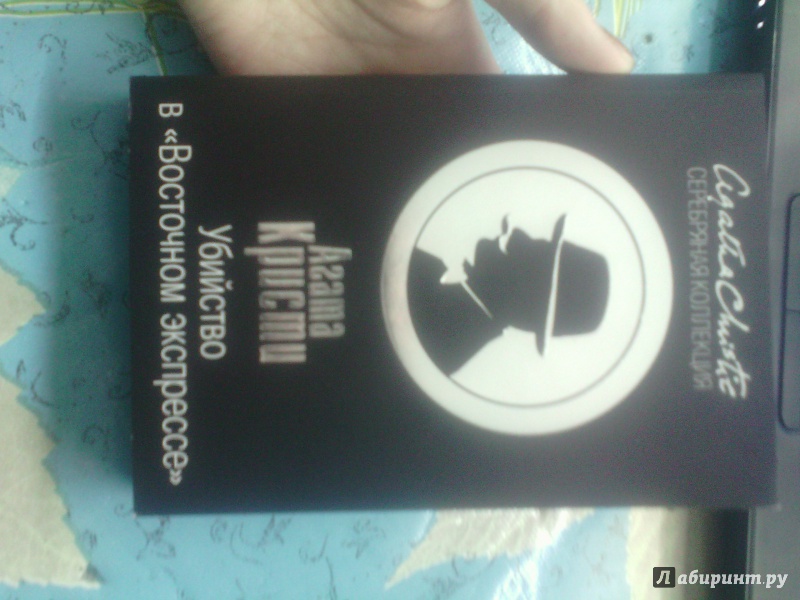 Agatha Christie
СЕРЕБРЯНАЯ КОЛЛЕКЦИЯ
Агата
Кристи
Убийство
в «Восточном экспрессе»
Лабиринт.ру